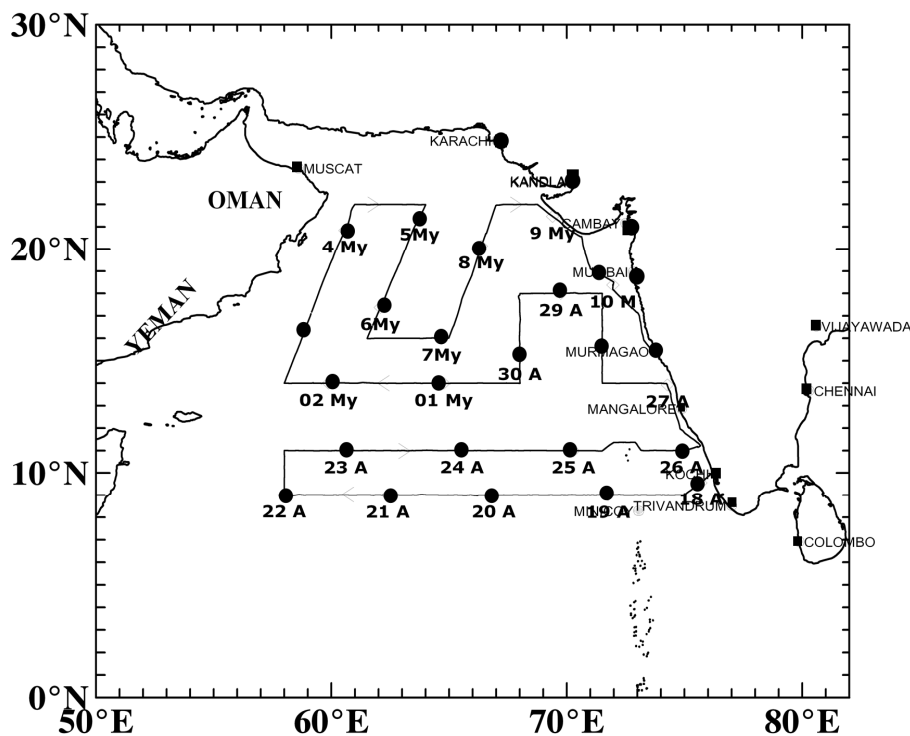 30°N
KARACHI
KANDLA
MUSCAT
OMAN
CAMBAY
5My
4 My
9 My
20°N
8 My
MUMBAI
10 M
YEMAN
29 A
6My
VIJAYAWADA
7My
MURMAGAO
30 A
CHENNAI
02 My
01 My
27 A
MANGALORE
23 A
24 A
25 A
26 A
10°N
KOCHI
18 A
TRIVANDRUM
22 A
21 A
20 A
19 A
MINICOY
COLOMBO
0°N
50°E
60°E
70°E
80°E